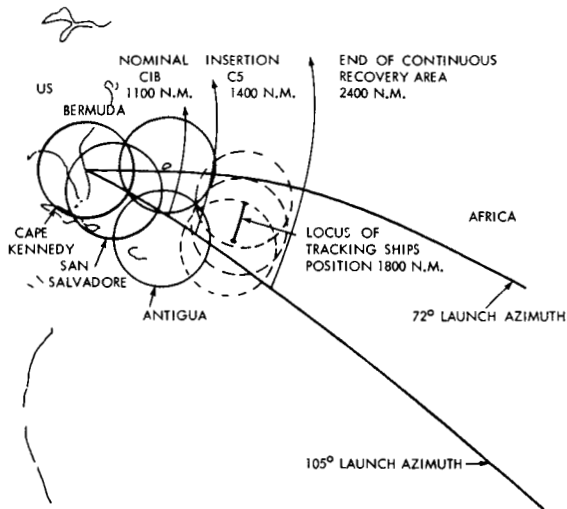 NOMINAL INSERTION
C1B C5
1100 N.M. 1400 N.M.
END OF CONTINUOUS
RECOVERY AREA
2400 N.M.
US
BERMUDA
AFRICA
LOCUS OF
TRACKING SHIPS
POSITION 1800 N.M.
CAPE
KENNEDY
SAN
SALVADORE
ANTIGUA
72° LAUNCH AZIMUTH
105° LAUNCH AZIMUTH